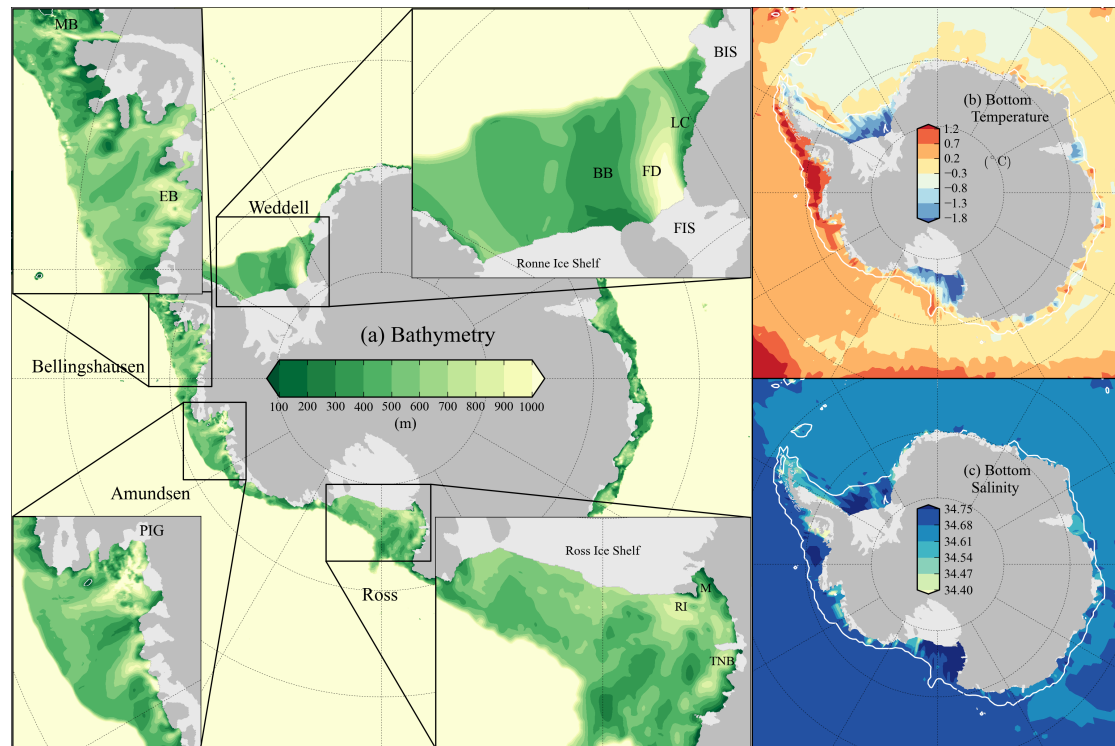 MB
EB
BIS
LC
BB
FD
FIS
Ronne Ice Shelf
Weddell
(a) Bathymetry
100 200 300 400 500 600 700 800 900 1000
(m)
Bellingshausen
Amundsen
PIG
Ross
Ross Ice Shelf
M
RI
TNB
(b) Bottom
Temperature
1.2
0.7
0.2
−0.3
−0.8
−1.3
−1.8
(°C)
(c) Bottom
Salinity
34.75
34.68
34.61
34.54
34.47
34.40